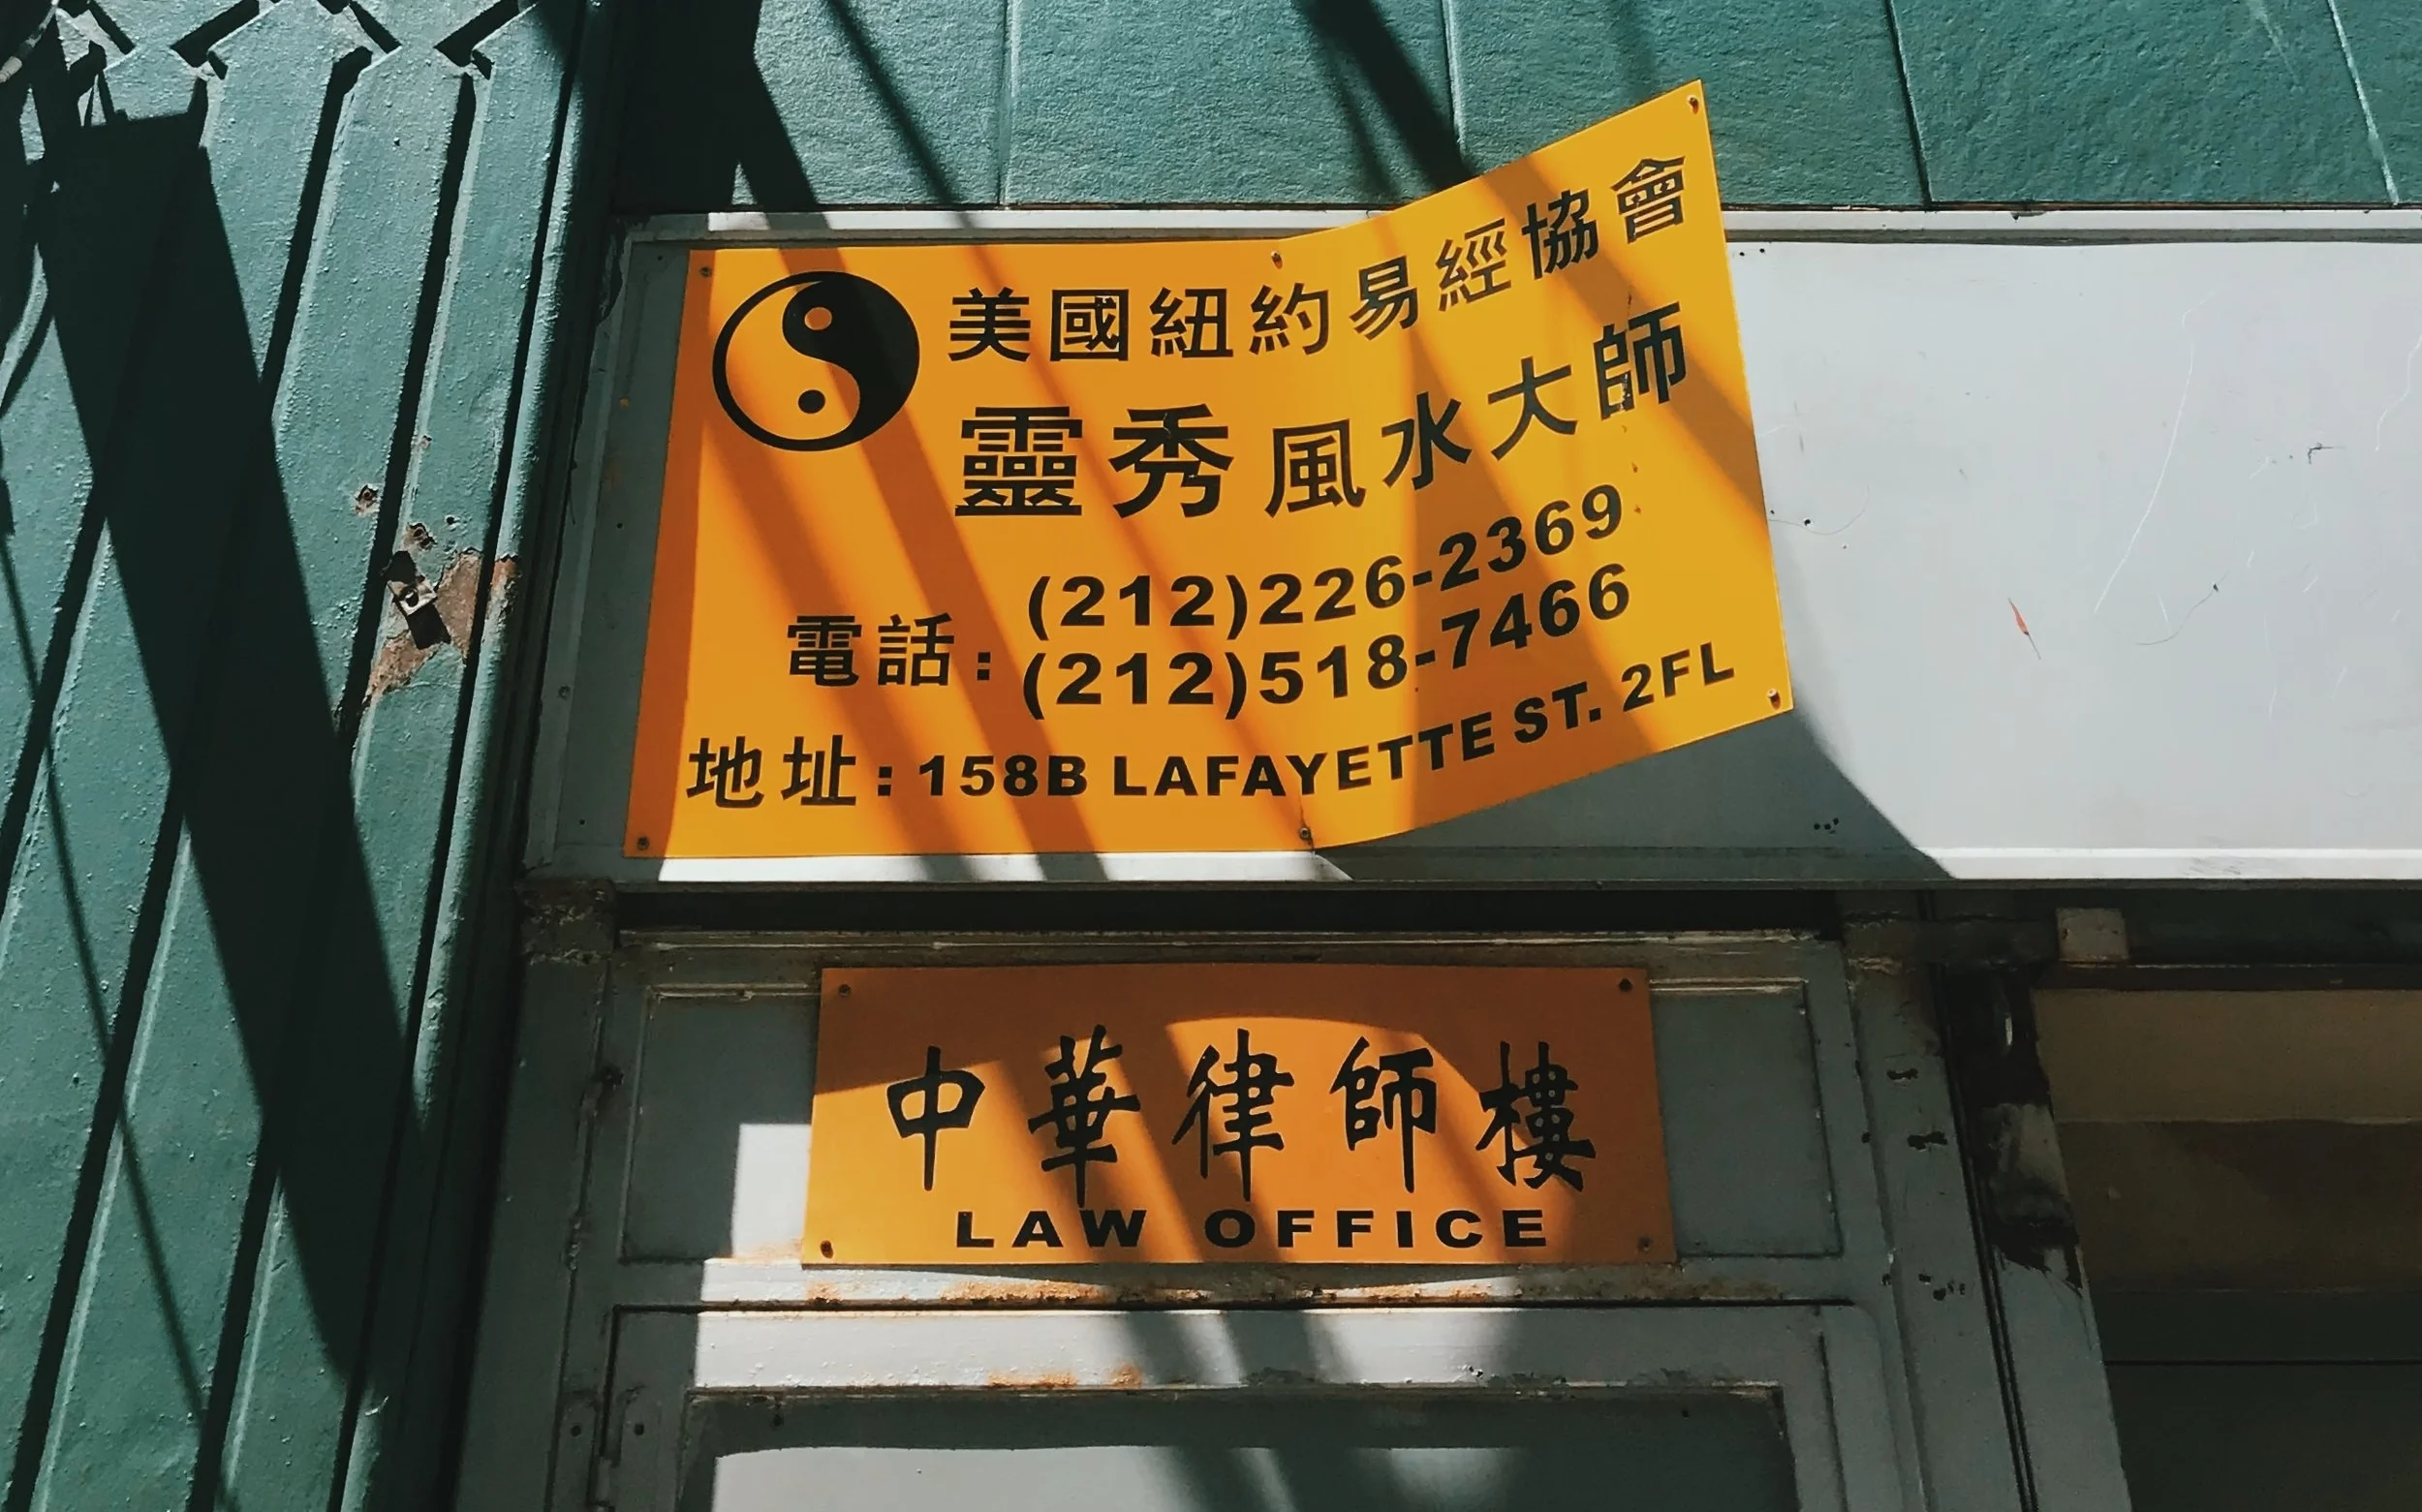 美國紐約易經協會
靈秀風水大師
電話: (212)226-2369
(212)518-7466
地址: 158B LAFAYETTE ST. 2FL
中華律師樓
LAW OFFICE